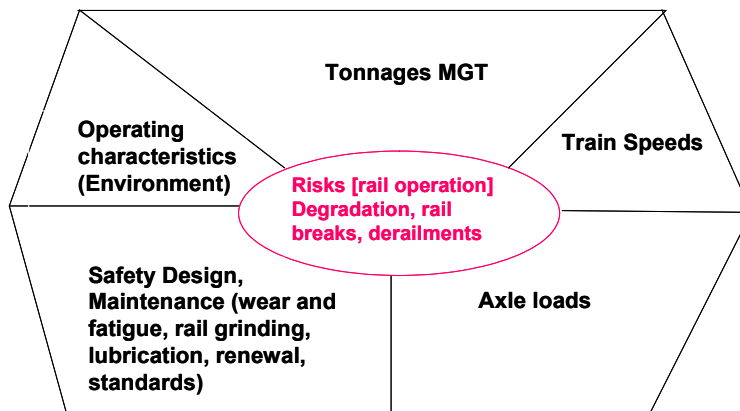 Tonnages MGT
Operating
characteristics
(Environment)
Train Speeds
Risks [rail operation]
Degradation, rail
breaks, derailments
Safety Design,
Maintenance (wear and
fatigue, rail grinding,
lubrication, renewal,
standards)
Axle loads